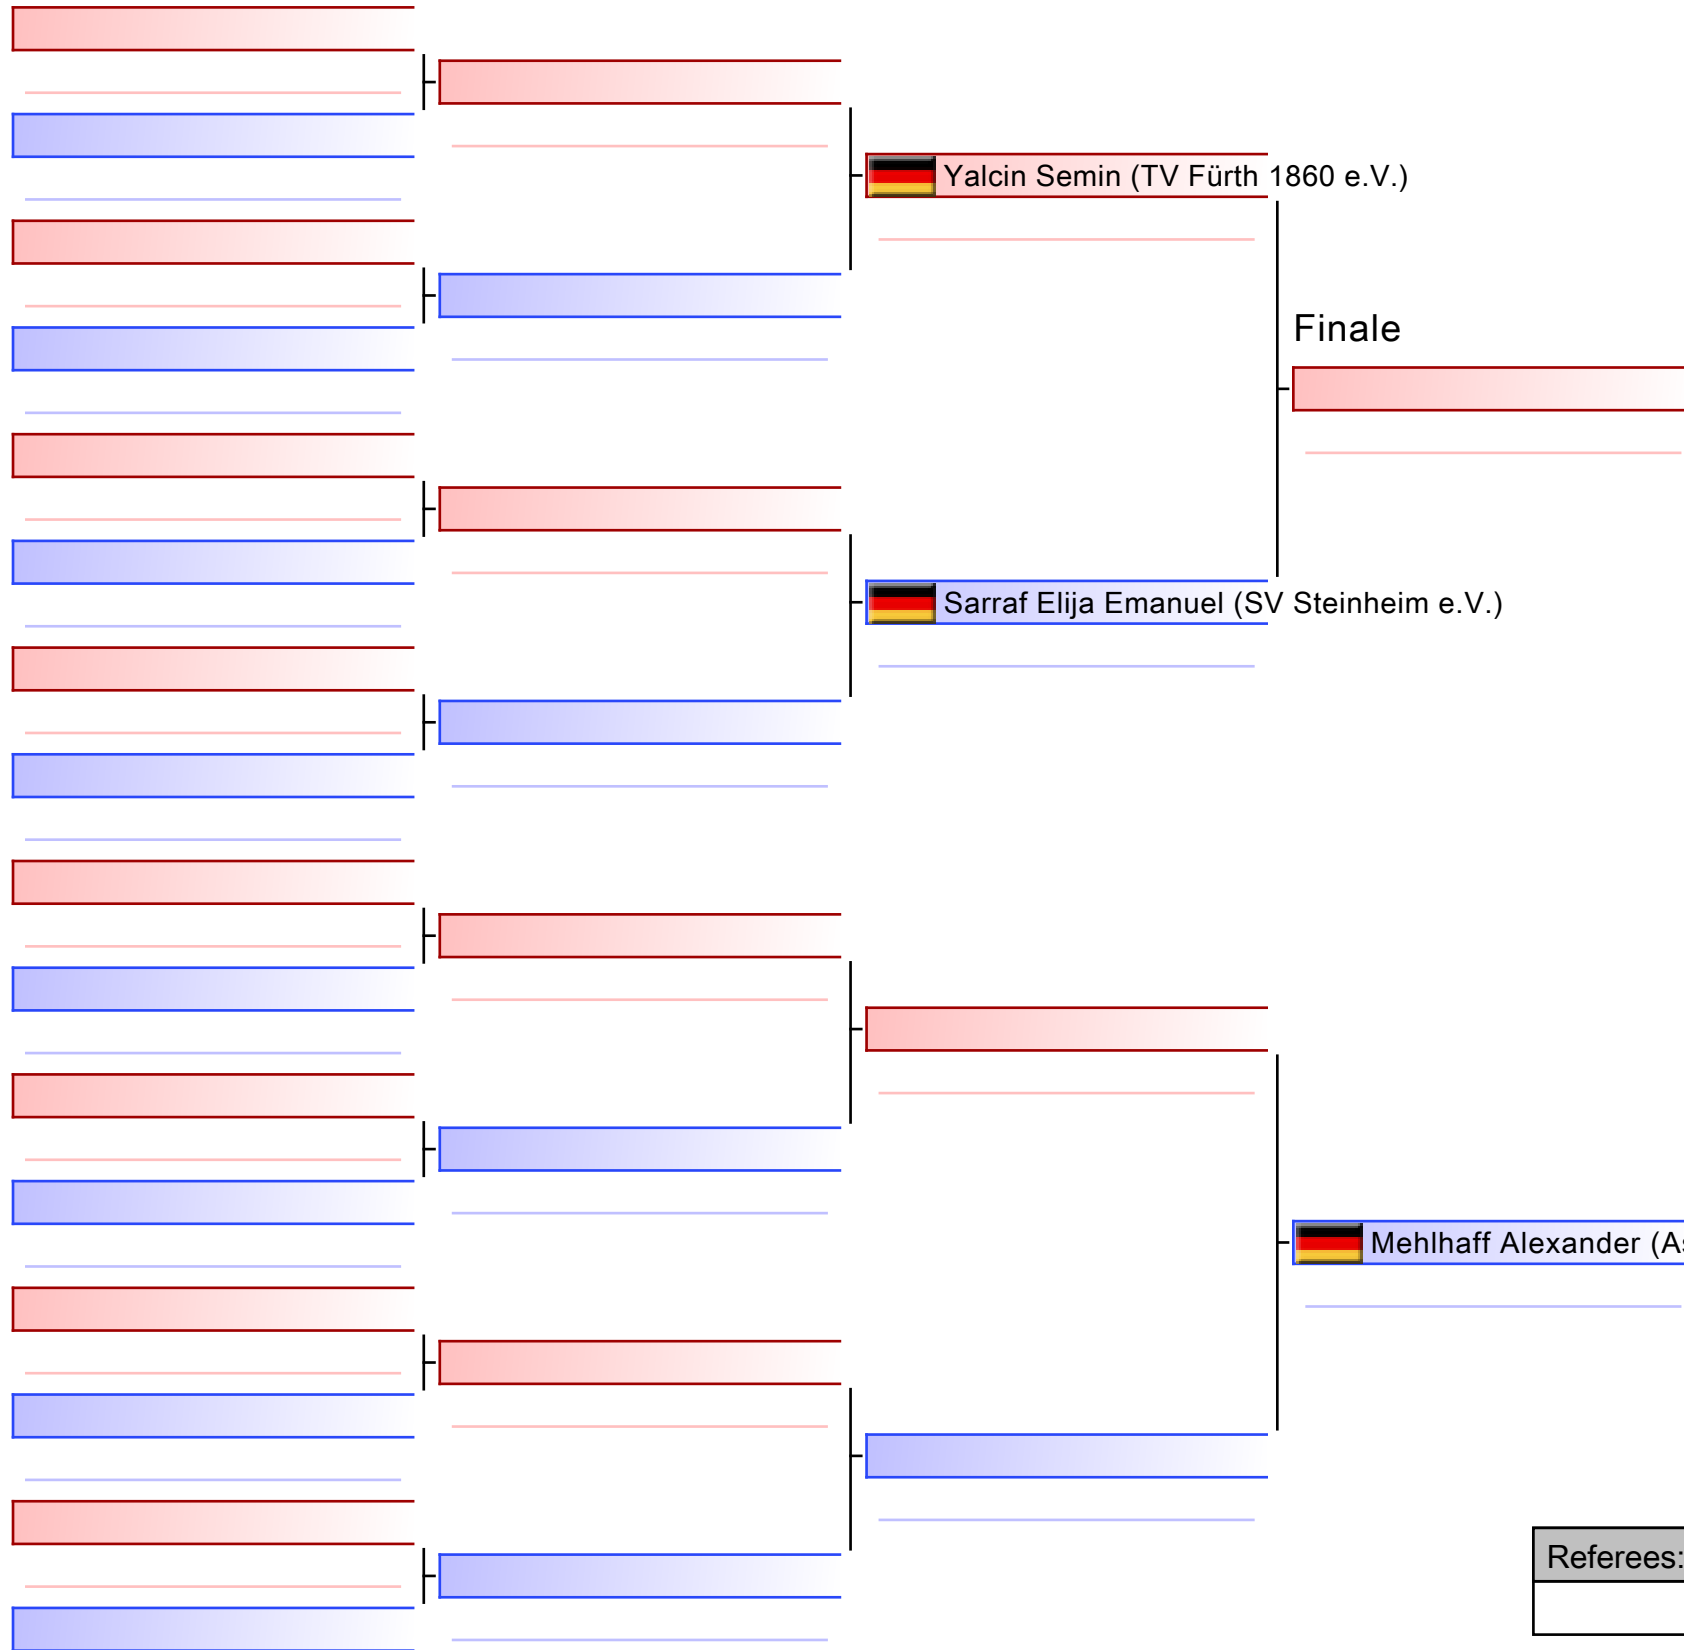 Yalcin Semin (TV Fürth 1860 e.V.)
Finale
Sarraf Elija Emanuel (SV Steinheim e.V.)
Mehlhaff Alexander
Referees: